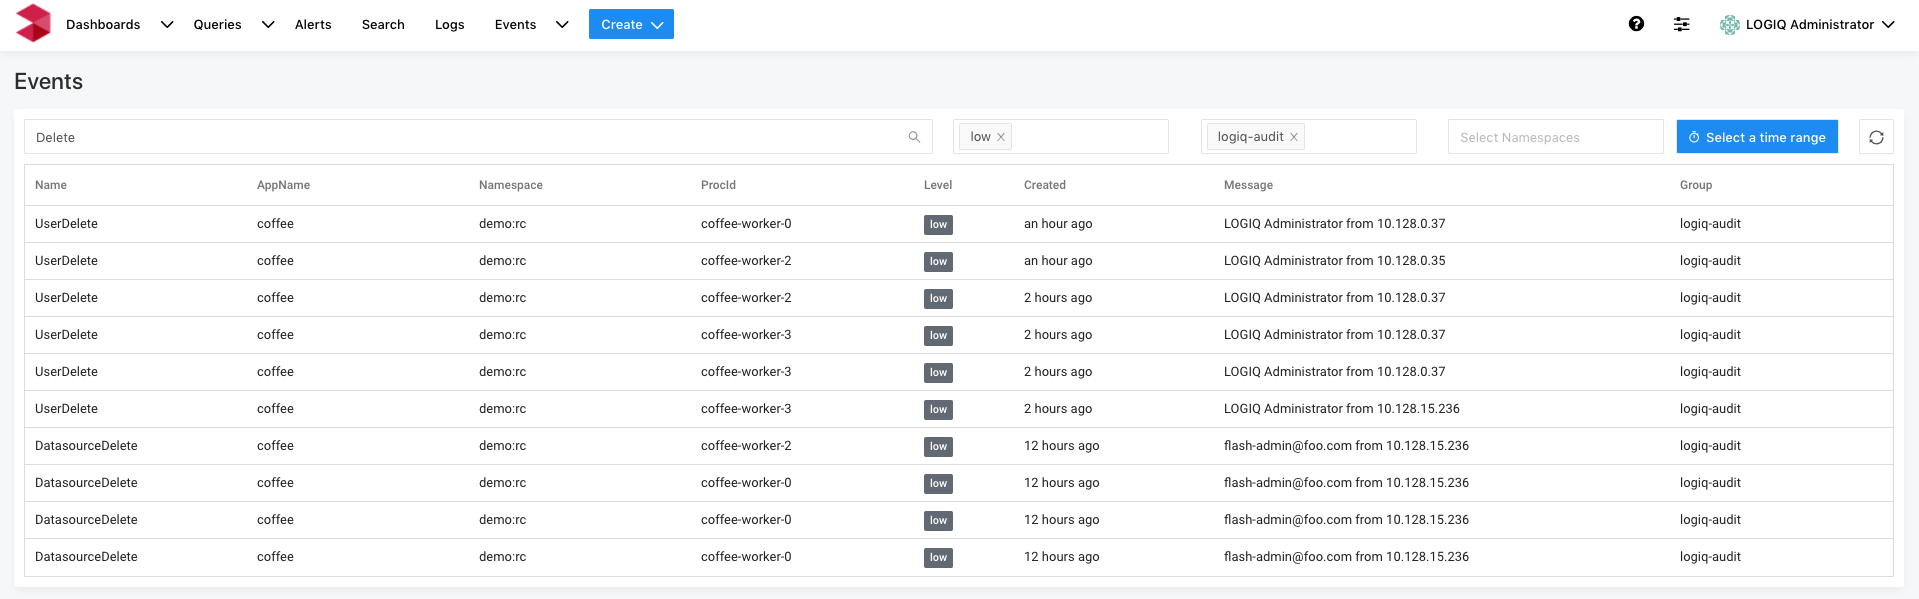 Dashboards Queries Alerts Search Logs Events Create LOGIQ Administrator
Events
Delete low logiq-audit Select Namespaces Select a time range
Name AppName Namespace ProcId Level Created Message Group
UserDelete coffee demo:rc coffee-worker-0 low an hour ago LOGIQ Administrator from 10.128.0.37 logiq-audit
UserDelete coffee demo:rc coffee-worker-2 low an hour ago LOGIQ Administrator from 10.128.0.35 logiq-audit
UserDelete coffee demo:rc coffee-worker-2 low 2 hours ago LOGIQ Administrator from 10.128.0.37 logiq-audit
UserDelete coffee demo:rc coffee-worker-3 low 2 hours ago LOGIQ Administrator from 10.128.0.37 logiq-audit
UserDelete coffee demo:rc coffee-worker-3 low 2 hours ago LOGIQ Administrator from 10.128.0.37 logiq-audit
UserDelete coffee demo:rc coffee-worker-3 low 2 hours ago LOGIQ Administrator from 10.128.15.236 logiq-audit
DatasourceDelete coffee demo:rc coffee-worker-2 low 12 hours ago flash-admin@foo.com from 10.128.15.236 logiq-audit
DatasourceDelete coffee demo:rc coffee-worker-0 low 12 hours ago flash-admin@foo.com from 10.128.15.236 logiq-audit
DatasourceDelete coffee demo:rc coffee-worker-0 low 12 hours ago flash-admin@foo.com from 10.128.15.236 logiq-audit
DatasourceDelete coffee demo:rc coffee-worker-0 low 12 hours ago flash-admin@foo.com from 10.128.15.236 logiq-audit